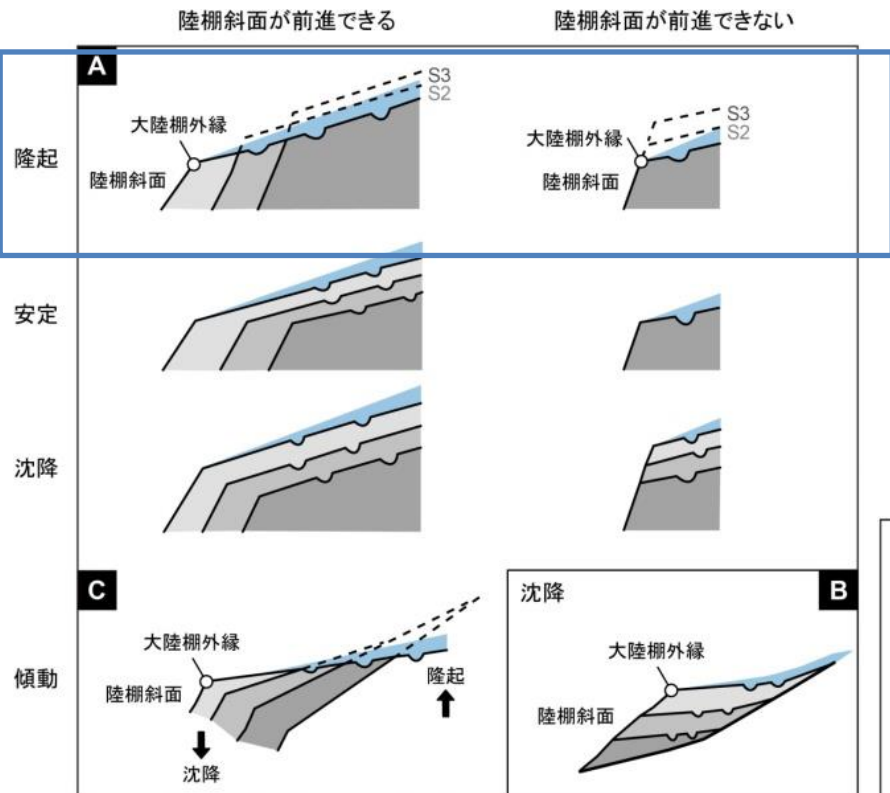 陸棚斜面が前進できる
陸棚斜面が前進できない
A
隆起
大陸棚外縁
陸棚斜面
S3
S2
大陸棚外縁
陸棚斜面
S3
S2
安定
沈降
C
傾動
大陸棚外縁
陸棚斜面
沈降
隆起
沈降
B
大陸棚外縁
陸棚斜面